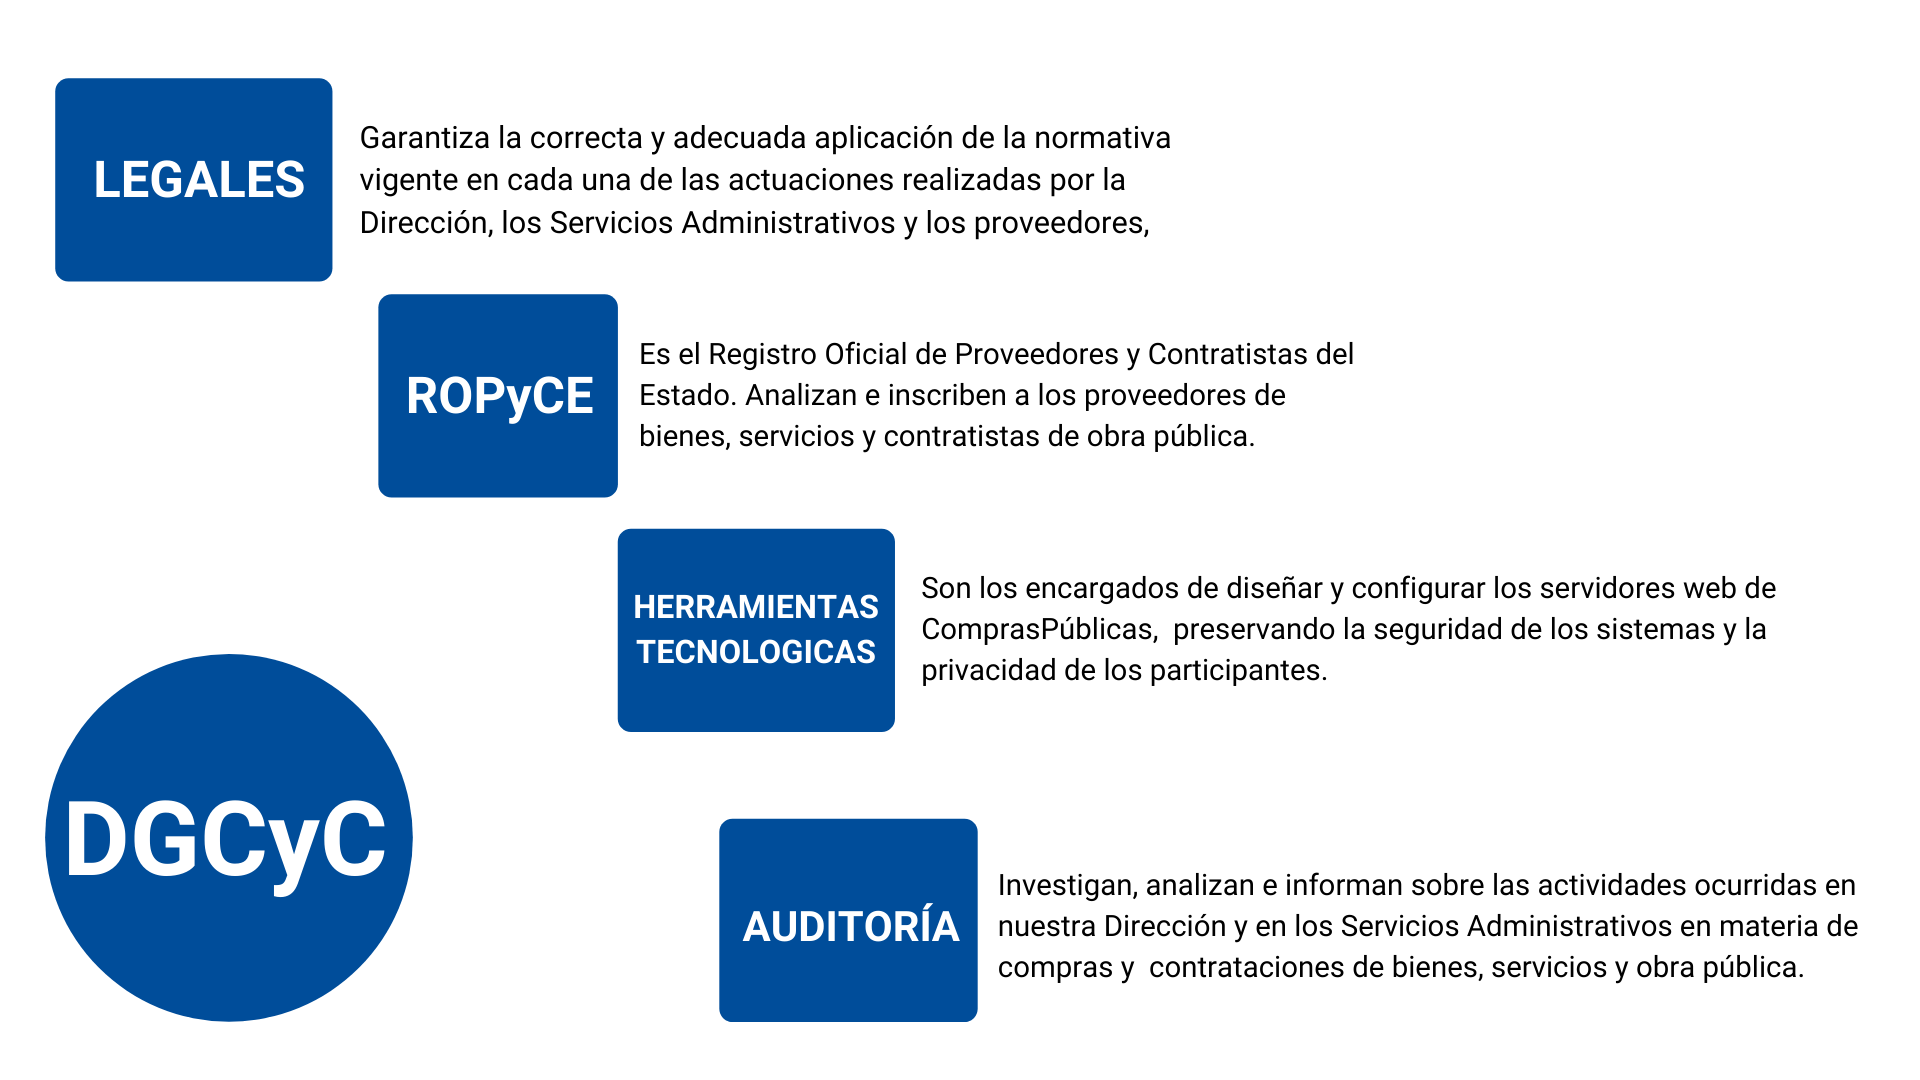 LEGALES
Garantiza la correcta y adecuada aplicación de la normativa
vigente en cada una de las actuaciones realizadas por la
Dirección, los Servicios Administrativos y los proveedores,
ROPyCE
Es el Registro Oficial de Proveedores y Contratistas del
Estado. Analizan e inscriben a los proveedores de
bienes, servicios y contratistas de obra pública.
HERRAMIENTAS
TECNOLOGICAS
Son los encargados de diseñar y configurar los servidores web de
ComprasPúblicas,  preservando la seguridad de los sistemas y la
privacidad de los participantes.
DGCyC
AUDITORÍA
Investigan, analizan e informan sobre las actividades ocurridas en
nuestra Dirección y en los Servicios Administrativos en materia de
compras y  contrataciones de bienes, servicios y obra pública.